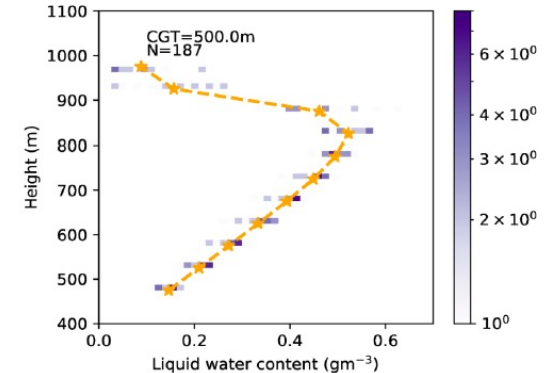 1100
1000
900
800
700
600
500
400
Height (m)
CGT=500.0m
N=187
0.0 0.2 0.4 0.6
Liquid water content (gm⁻³)
6 × 10⁰
4 × 10⁰
3 × 10⁰
2 × 10⁰
10⁰